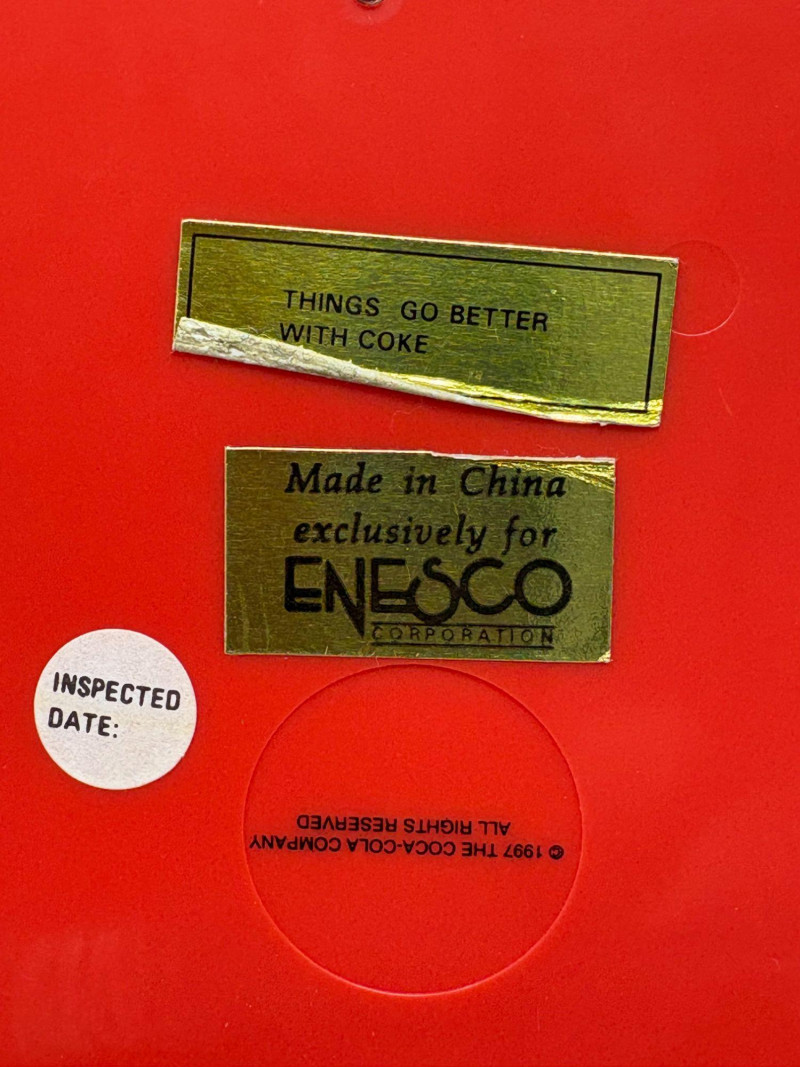 THINGS GO BETTER
WITH COKE
Made in China
exclusively for
ENESCO
CORPORATION
INSPECTED
DATE:
© 1997 THE COCA-COLA COMPANY
ALL RIGHTS RESERVED